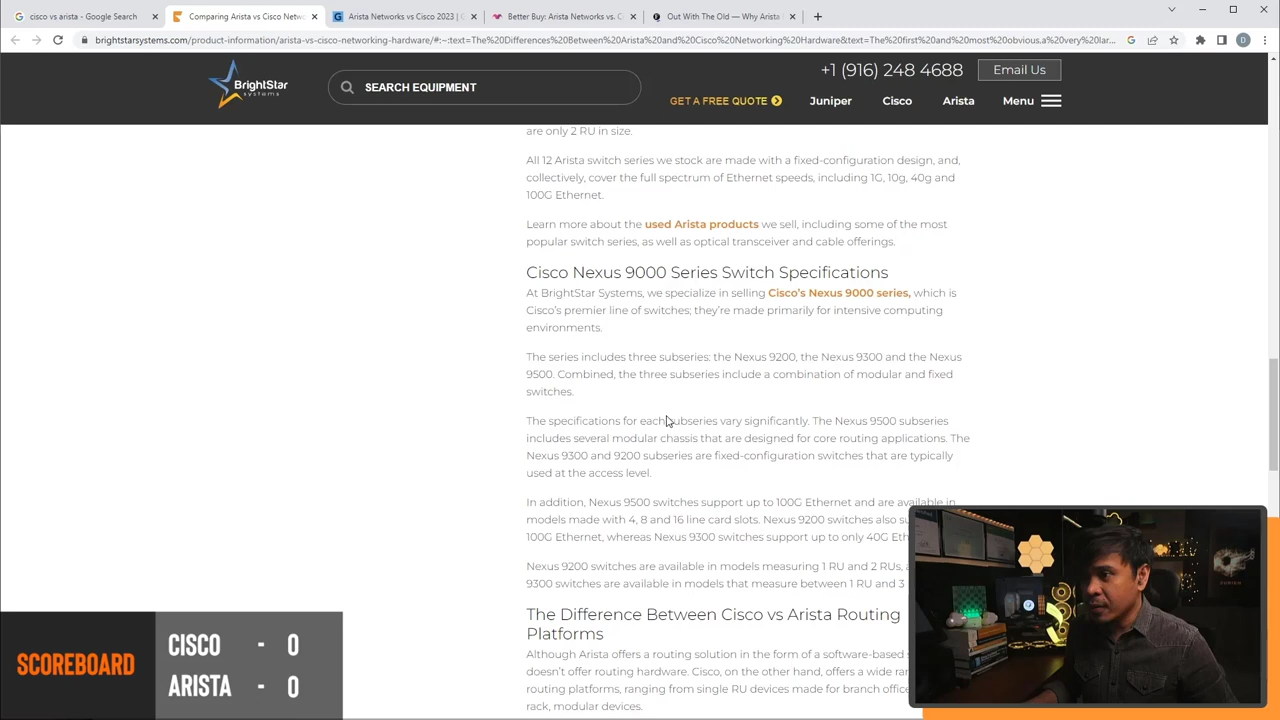 cisco vs arista - Google Search
Comparing Arista vs Cisco Netw
Arista Networks vs Cisco 2023 |
Better Buy: Arista Networks vs. C
Out With The Old — Why Arista
brightstarsystems.com/product-information/arista-vs-cisco-networking-hardware/#:~:text=The%20Differences%20Between%20Arista%20and%20Cisco%20Networking%20Hardware&text=The%20first%20and%20most%20obvious,a%20very%20lar...
D
BrightStar
systems
SEARCH EQUIPMENT
+1 (916) 248 4688
Email Us
GET A FREE QUOTE
Juniper
Cisco
Arista
Menu
are only 2 RU in size.
All 12 Arista switch series we stock are made with a fixed-configuration design, and,
collectively, cover the full spectrum of Ethernet speeds, including 1G, 10g, 40g and
100G Ethernet.
Learn more about the used Arista products we sell, including some of the most
popular switch series, as well as optical transceiver and cable offerings.
Cisco Nexus 9000 Series Switch Specifications
At BrightStar Systems, we specialize in selling Cisco's Nexus 9000 series, which is
Cisco's premier line of switches; they're made primarily for intensive computing
environments.
The series includes three subseries: the Nexus 9200, the Nexus 9300 and the Nexus
9500. Combined, the three subseries include a combination of modular and fixed
switches.
The specifications for each subseries vary significantly. The Nexus 9500 subseries
includes several modular chassis that are designed for core routing applications. The
Nexus 9300 and 9200 subseries are fixed-configuration switches that are typically
used at the access level.
In addition, Nexus 9500 switches support up to 100G Ethernet and are available in
models made with 4, 8 and 16 line card slots. Nexus 9200 switches also su
100G Ethernet, whereas Nexus 9300 switches support up to only 40G Eth
Nexus 9200 switches are available in models measuring 1 RU and 2 RUs, a
9300 switches are available in models that measure between 1 RU and 3
The Difference Between Cisco vs Arista Routing
Platforms
Although Arista offers a routing solution in the form of a software-based s
doesn't offer routing hardware. Cisco, on the other hand, offers a wide ra
routing platforms, ranging from single RU devices made for branch office
rack, modular devices.
SCOREBOARD
CISCO - 0
ARISTA - 0